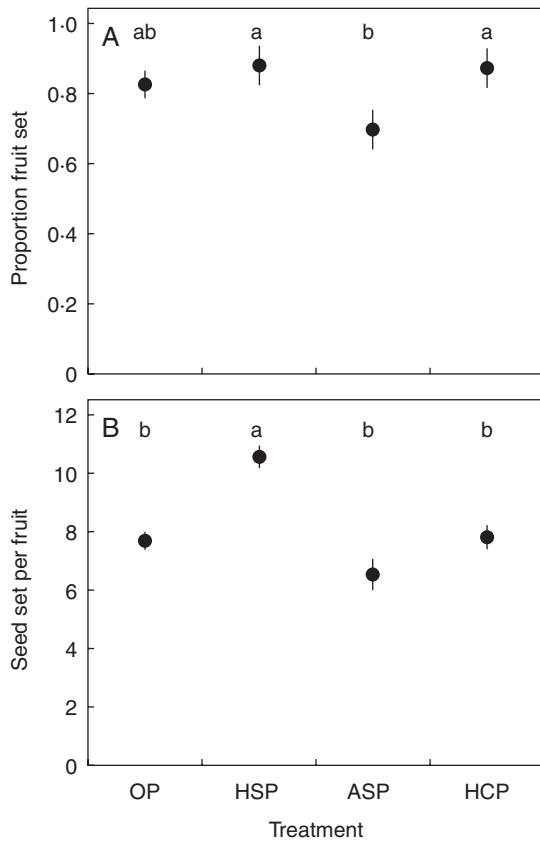 1·0
A
ab
a
b
a
0·8
0·6
0·4
0·2
0
Proportion fruit set
12
B
b
a
b
b
10
8
6
4
2
0
Seed set per fruit
OP HSP ASP HCP
Treatment